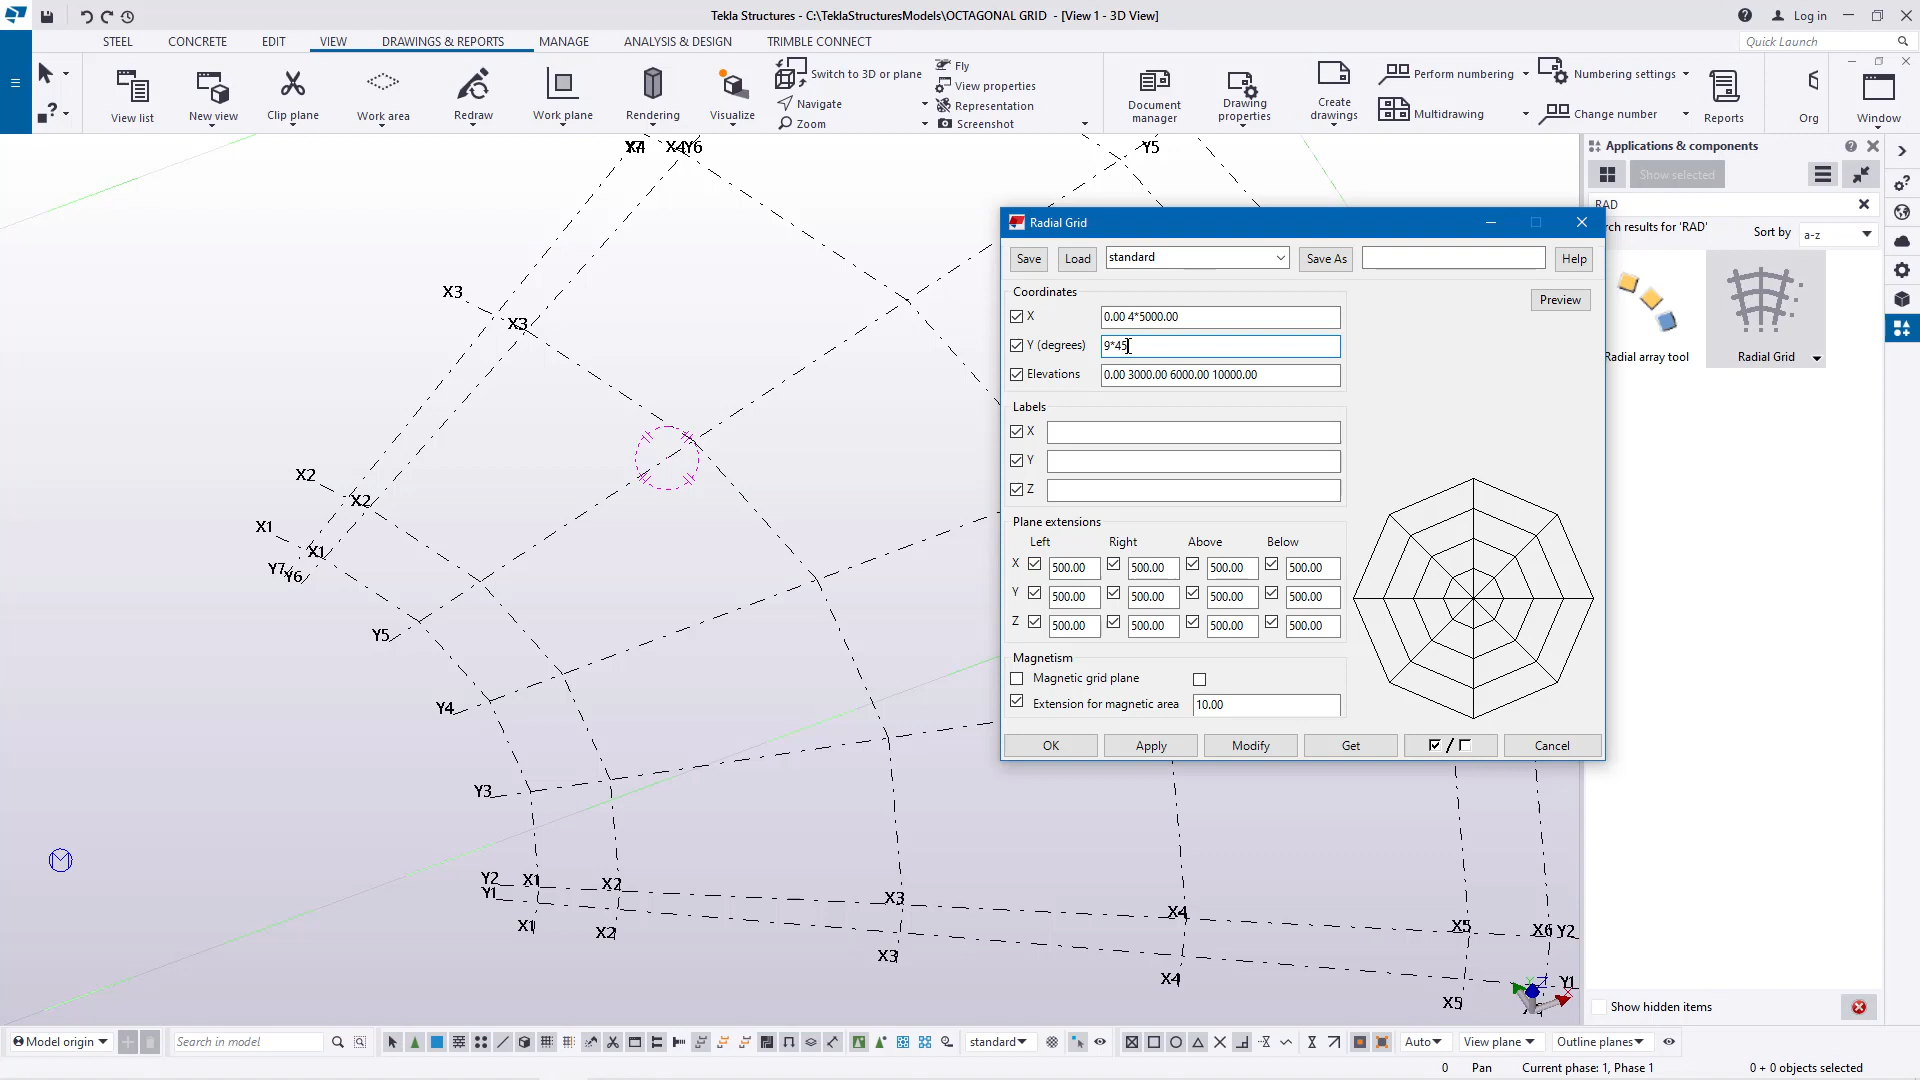 Tekla Structures - C:\TeklaStructuresModels\OCTAGONAL GRID - [View 1 - 3D View]
Log in
STEEL CONCRETE EDIT VIEW DRAWINGS & REPORTS MANAGE ANALYSIS & DESIGN TRIMBLE CONNECT
Quick Launch
View list
New view
Clip plane
Work area
Redraw
Work plane
Rendering
Visualize
Switch to 3D or plane
Navigate
Zoom
Fly
View properties
Representation
Screenshot
Document manager
Drawing properties
Create drawings
Perform numbering
Multidrawing
Numbering settings
Change number
Reports
Org
Window
Y6
X4
Y5
X3
X3
X2
X2
X1
X1
Y7
Y6
Y5
Y4
Y3
Y2 X1 X2 X3 X4 X5 X6 Y2
Y1
X1 X2 X3 X4 X5 Y1
Applications & components
Show selected
RAD
rch results for 'RAD'
Sort by a-z
Radial array tool
Radial Grid
Show hidden items
Radial Grid
Save Load standard Save As Help
Coordinates
Preview
X 0.00 4*5000.00
Y (degrees) 9*45
Elevations 0.00 3000.00 6000.00 10000.00
Labels
X
Y
Z
Plane extensions
Left Right Above Below
X 500.00 500.00 500.00 500.00
Y 500.00 500.00 500.00 500.00
Z 500.00 500.00 500.00 500.00
Magnetism
Magnetic grid plane
Extension for magnetic area 10.00
OK Apply Modify Get / Cancel
Model origin
Search in model
standard
Auto
View plane
Outline planes
0 Pan Current phase: 1, Phase 1 0 + 0 objects selected